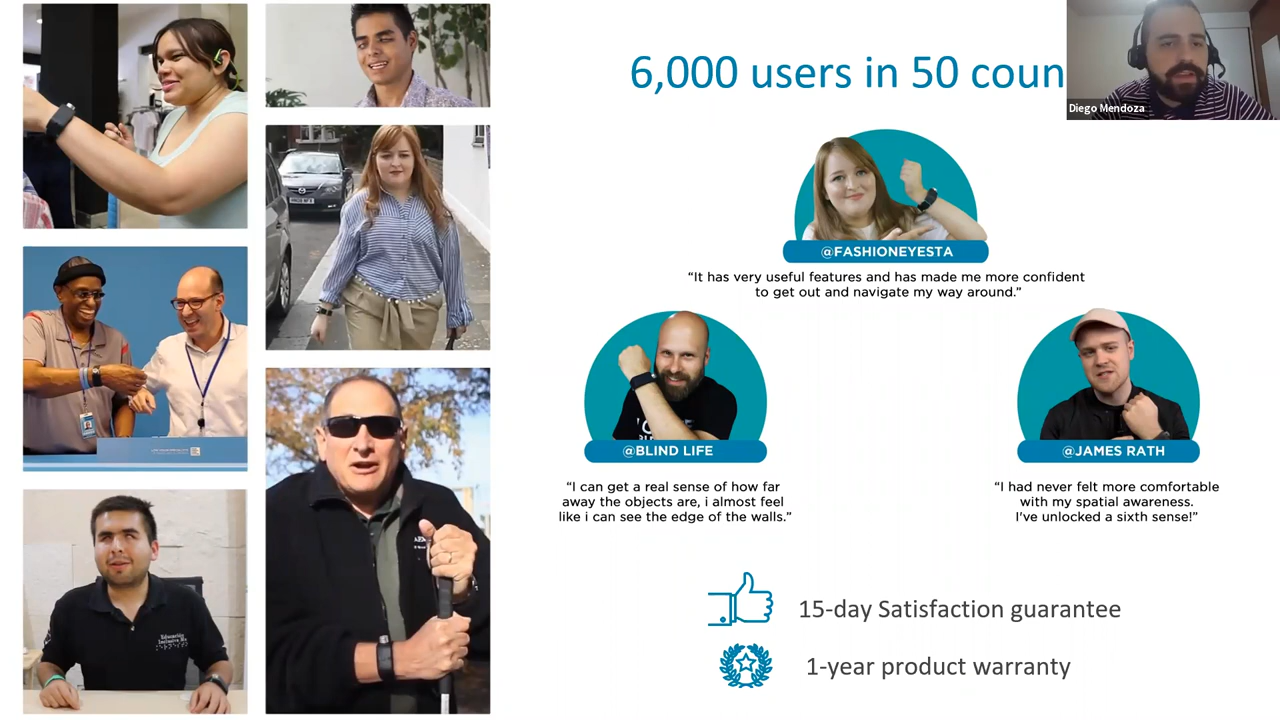 6,000 users in 50 coun
Diego Mendoza
@FASHIONEYESTA
“It has very useful features and has made me more confident
to get out and navigate my way around.”
@BLIND LIFE
“I can get a real sense of how far
away the objects are, i almost feel
like i can see the edge of the walls.”
@JAMES RATH
“I had never felt more comfortable
with my spatial awareness.
I’ve unlocked a sixth sense!”
15-day Satisfaction guarantee
1-year product warranty
Educación